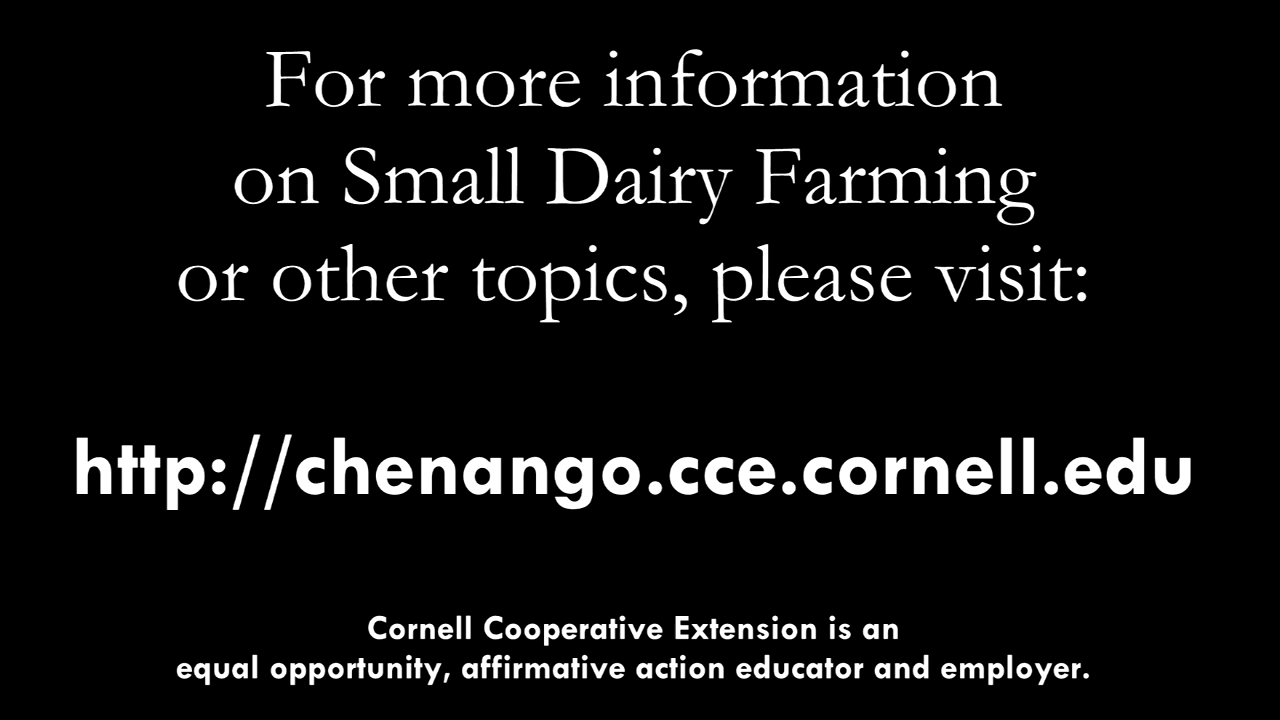 For more information
on Small Dairy Farming
or other topics, please visit:
http://chenango.cce.cornell.edu
Cornell Cooperative Extension is an
equal opportunity, affirmative action educator and employer.